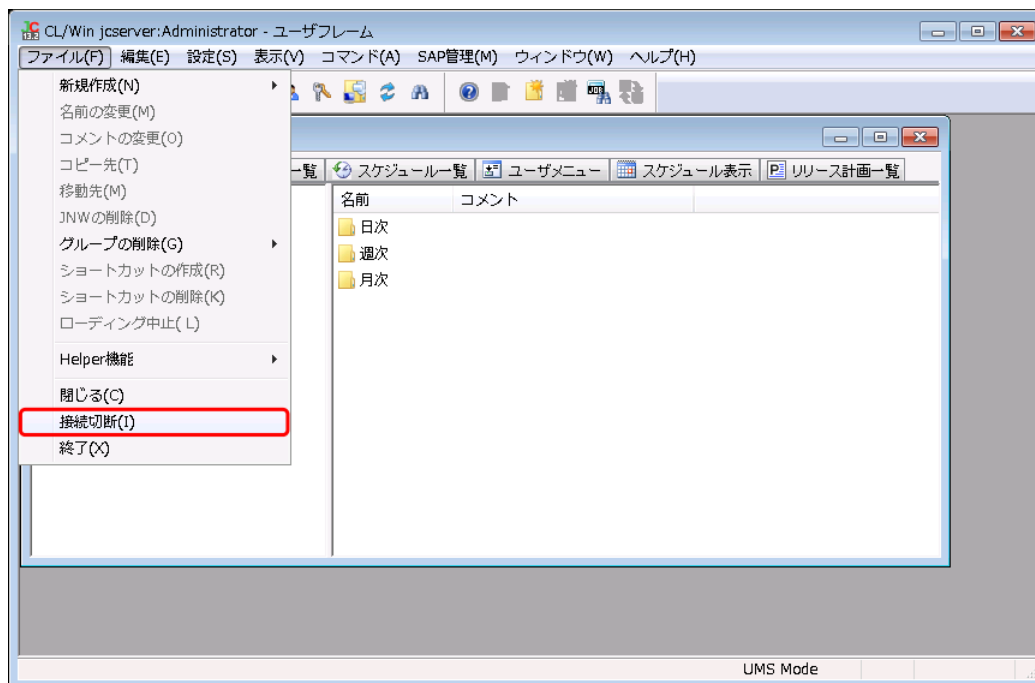 CL/Win jcserver:Administrator - ユーザフレーム
ファイル(F) 編集(E) 設定(S) 表示(V) コマンド(A) SAP管理(M) ウィンドウ(W) ヘルプ(H)
新規作成(N)
名前の変更(M)
コメントの変更(O)
コピー先(T)
移動先(M)
JNWの削除(D)
グループの削除(G)
ショートカットの作成(R)
ショートカットの削除(K)
ローディング中止( L)
Helper機能
閉じる(C)
接続切断(I)
終了(X)
一覧 スケジュール一覧 ユーザメニュー スケジュール表示 リリース計画一覧
名前 コメント
日次
週次
月次
UMS Mode